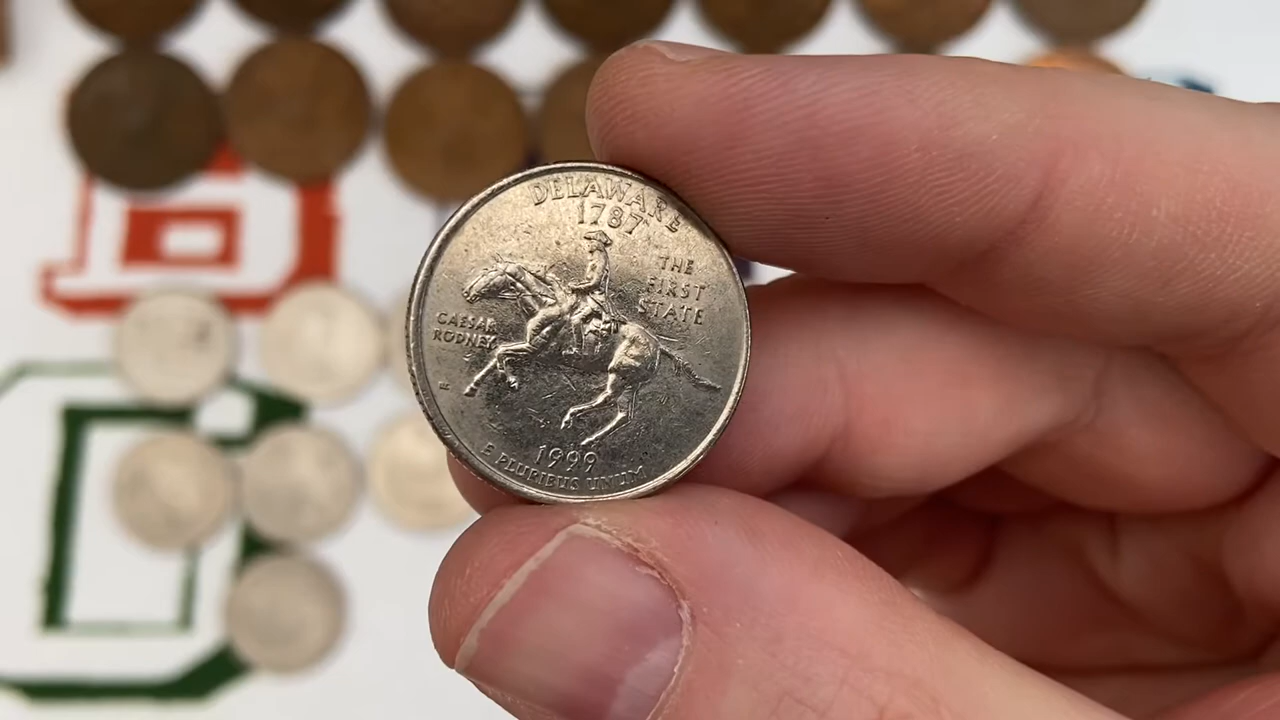 DELAWARE
1787
THE
FIRST
STATE
CAESAR
RODNEY
1999
E PLURIBUS UNUM